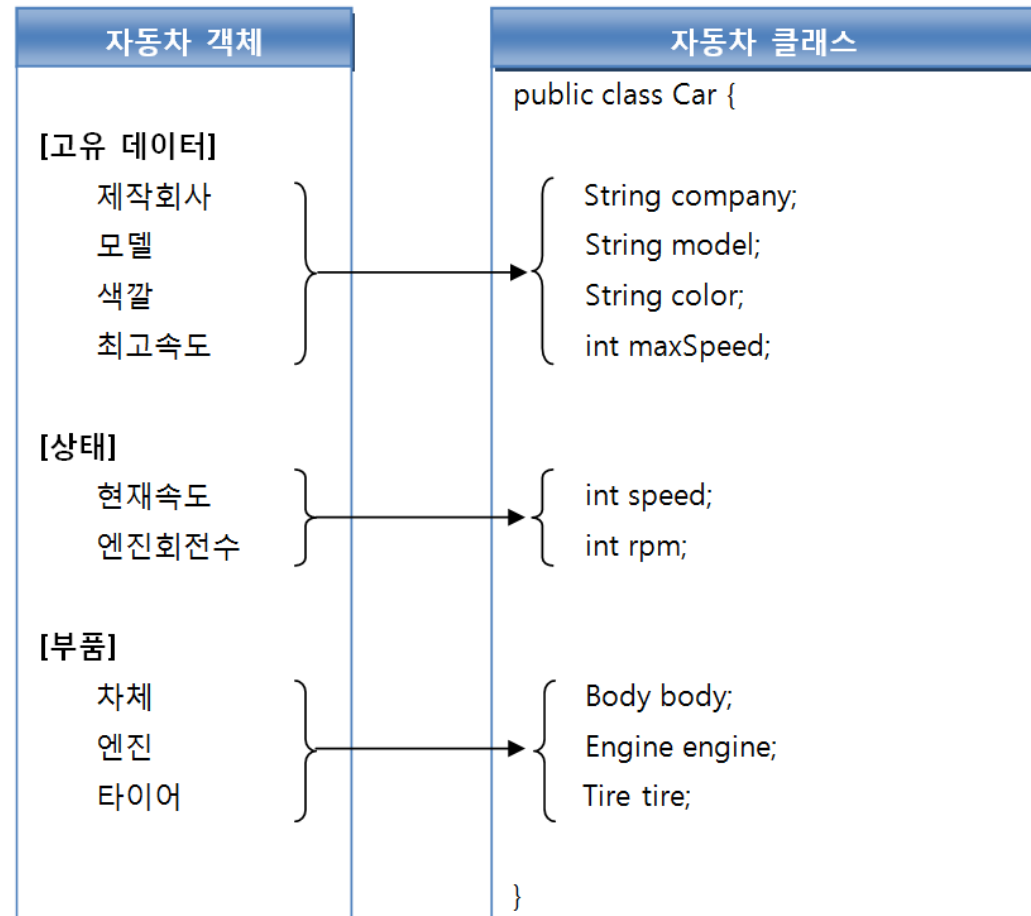 자동차 객체
[고유 데이터]
제작회사
모델
색깔
최고속도
[상태]
현재속도
엔진회전수
[부품]
차체
엔진
타이어
자동차 클래스
public class Car {
String company;
String model;
String color;
int maxSpeed;
int speed;
int rpm;
Body body;
Engine engine;
Tire tire;
}